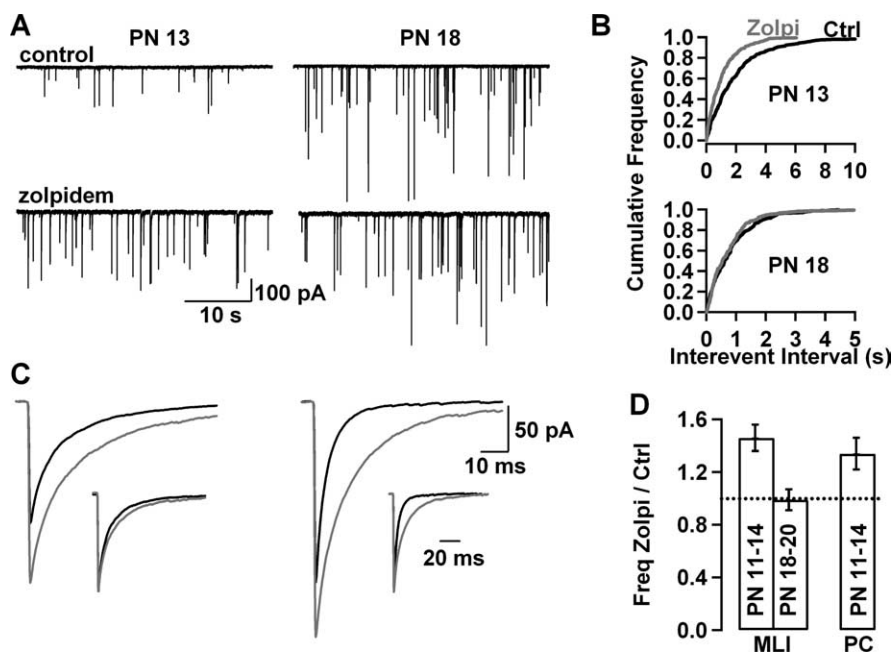 A
PN 13
PN 18
control
zolpidem
100 pA
10 s
B
Zolpi
Ctrl
1.0
0.8
0.6
0.4
0.2
0.0
PN 13
0 2 4 6 8 10
Cumulative Frequency
1.0
0.8
0.6
0.4
0.2
0.0
PN 18
0 1 2 3 4 5
Interevent Interval (s)
C
50 pA
10 ms
20 ms
D
Freq Zolpi / Ctrl
1.6
1.2
0.8
0.4
0.0
PN 11-14
PN 18-20
PN 11-14
MLI
PC